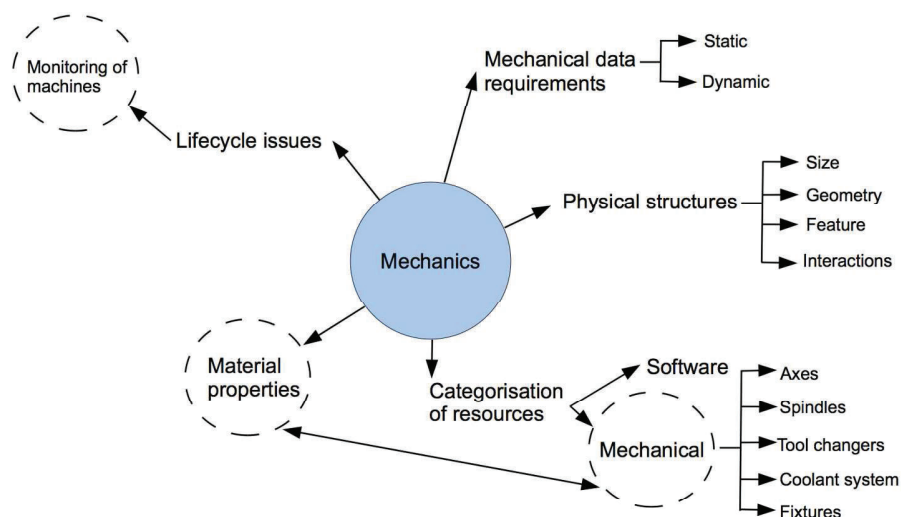 Monitoring of
machines
Lifecycle issues
Mechanical data
requirements
Static
Dynamic
Physical structures
Size
Geometry
Feature
Interactions
Mechanics
Material
properties
Categorisation
of resources
Software
Mechanical
Axes
Spindles
Tool changers
Coolant system
Fixtures